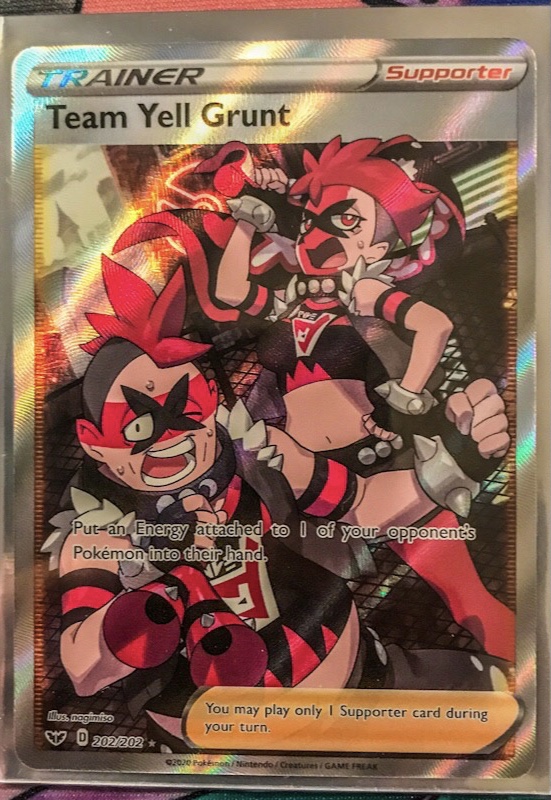 TRAINER Supporter
Team Yell Grunt
Put an Energy attached to 1 of your opponent's
Pokémon into their hand.
Illus. nagimiso
You may play only 1 Supporter card during
your turn.
D 202/202 ★
©2020 Pokémon / Nintendo / Creatures / GAME FREAK